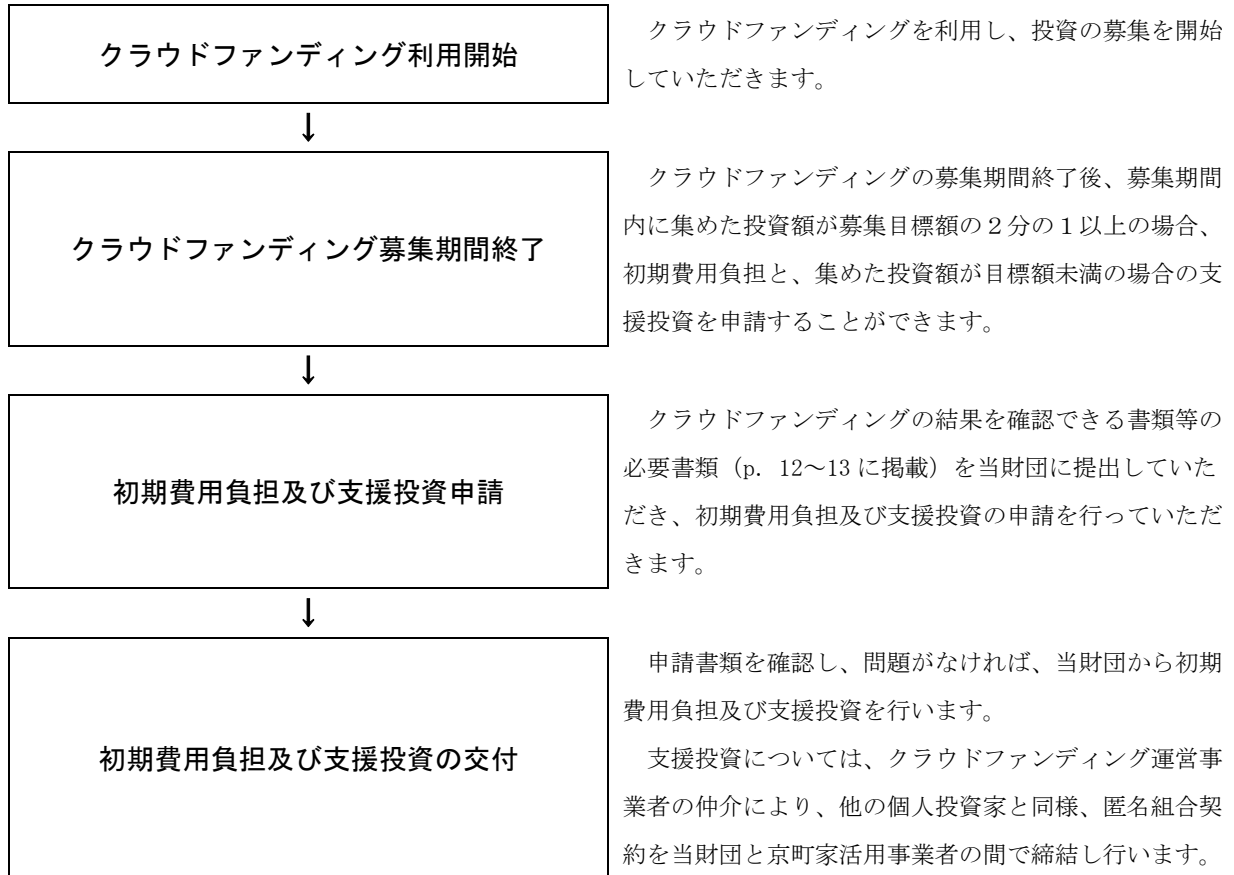 クラウドファンディング利用開始
　クラウドファンディングを利用し、投資の募集を開始
していただきます。
↓
クラウドファンディング募集期間終了
　クラウドファンディングの募集期間終了後、募集期間
内に集めた投資額が募集目標額の２分の１以上の場合、
初期費用負担と、集めた投資額が目標額未満の場合の支
援投資を申請することができます。
↓
初期費用負担及び支援投資申請
　クラウドファンディングの結果を確認できる書類等の
必要書類（p. 12～13 に掲載）を当財団に提出していた
だき、初期費用負担及び支援投資の申請を行っていただ
きます。
↓
初期費用負担及び支援投資の交付
　申請書類を確認し、問題がなければ、当財団から初期
費用負担及び支援投資を行います。
　支援投資については、クラウドファンディング運営事
業者の仲介により、他の個人投資家と同様、匿名組合契
約を当財団と京町家活用事業者の間で締結し行います。